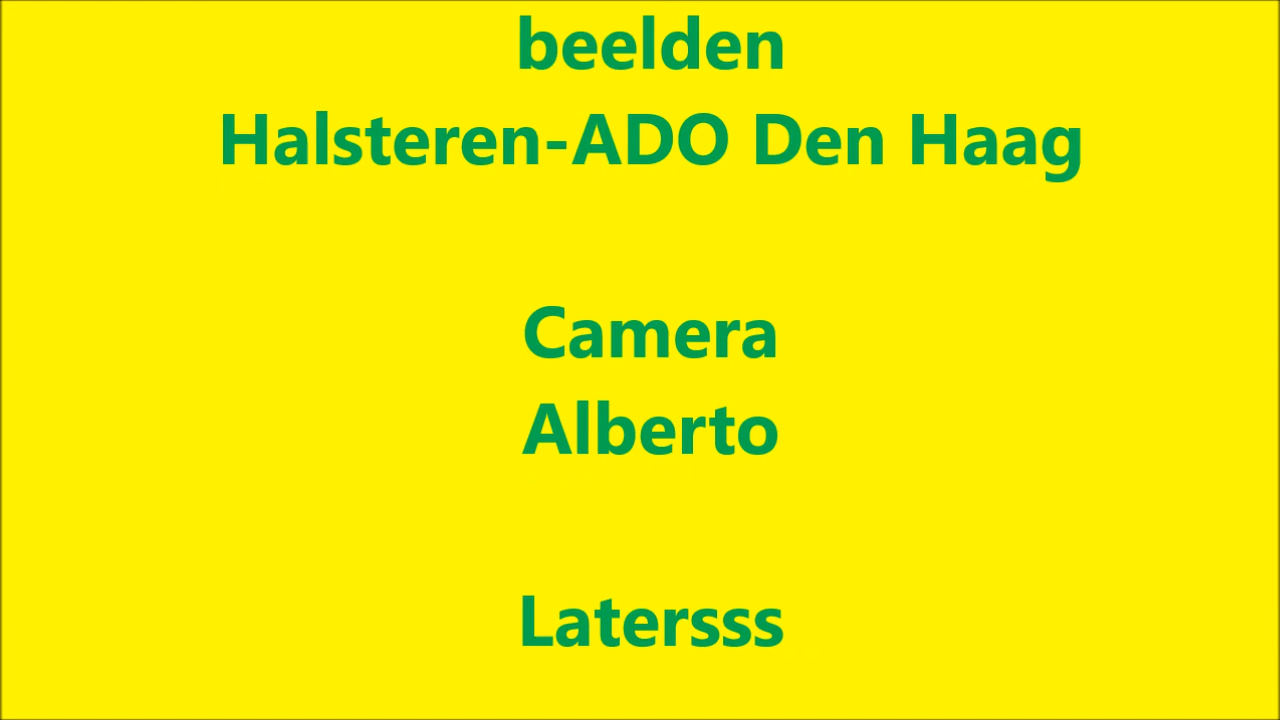 beelden
Halsteren-ADO Den Haag
Camera
Alberto
Latersss